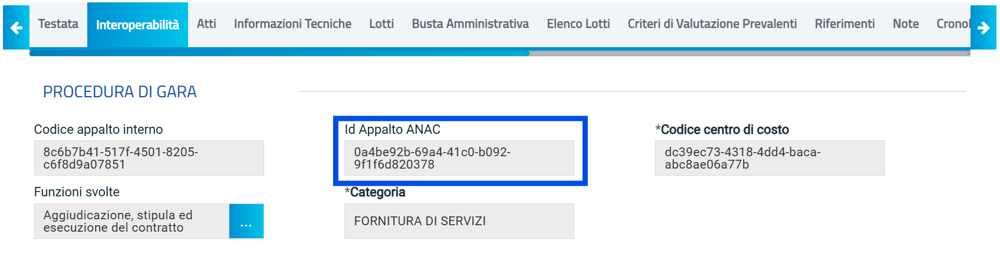 Testata Interoperabilità Atti Informazioni Tecniche Lotti Busta Amministrativa Elenco Lotti Criteri di Valutazione Prevalenti Riferimenti Note Cronol
PROCEDURA DI GARA
Codice appalto interno Id Appalto ANAC *Codice centro di costo
8c6b7b41-517f-4501-8205- 0a4be92b-69a4-41c0-b092- dc39ec73-4318-4dd4-baca-
c6f8d9a07851 9f1f6d820378 abc8ae06a77b
Funzioni svolte *Categoria
Aggiudicazione, stipula ed
esecuzione del contratto ... FORNITURA DI SERVIZI